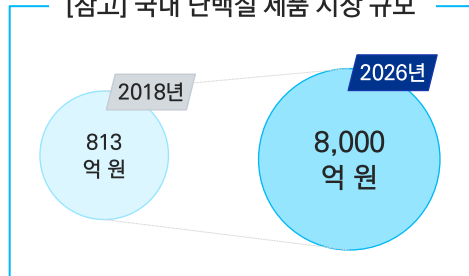 [참고] 국내 단백질 제품 시장 규모
2018년
813
억 원
2026년
8,000
억 원